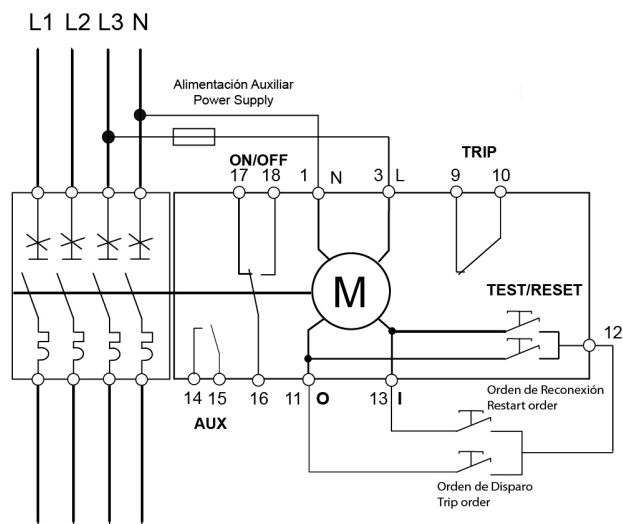 L1 L2 L3 N
Alimentación Auxiliar
Power Supply
ON/OFF
TRIP
17 18 1 N 3 L 9 10
M
TEST/RESET
12
14 15 16 11 O 13 I
AUX
Orden de Reconexión
Restart order
Orden de Disparo
Trip order